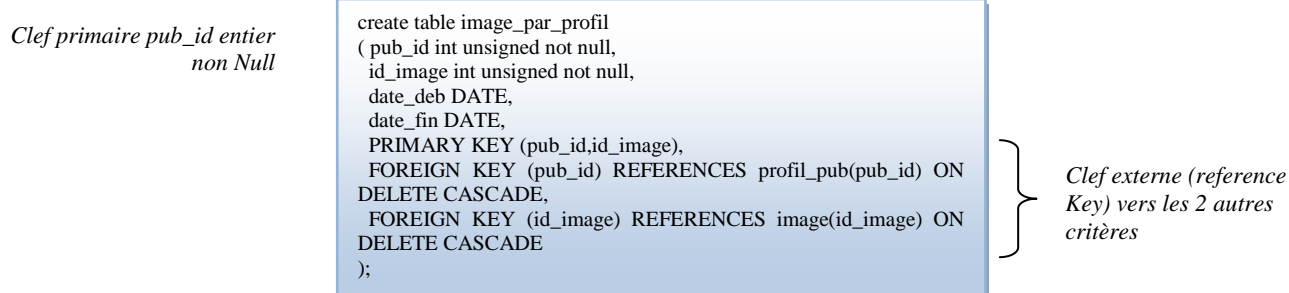 Clef primaire pub_id entier
non Null
create table image_par_profil
( pub_id int unsigned not null,
id_image int unsigned not null,
date_deb DATE,
date_fin DATE,
PRIMARY KEY (pub_id,id_image),
FOREIGN KEY (pub_id) REFERENCES profil_pub(pub_id) ON
DELETE CASCADE,
FOREIGN KEY (id_image) REFERENCES image(id_image) ON
DELETE CASCADE
);
Clef externe (reference
Key) vers les 2 autres
critères